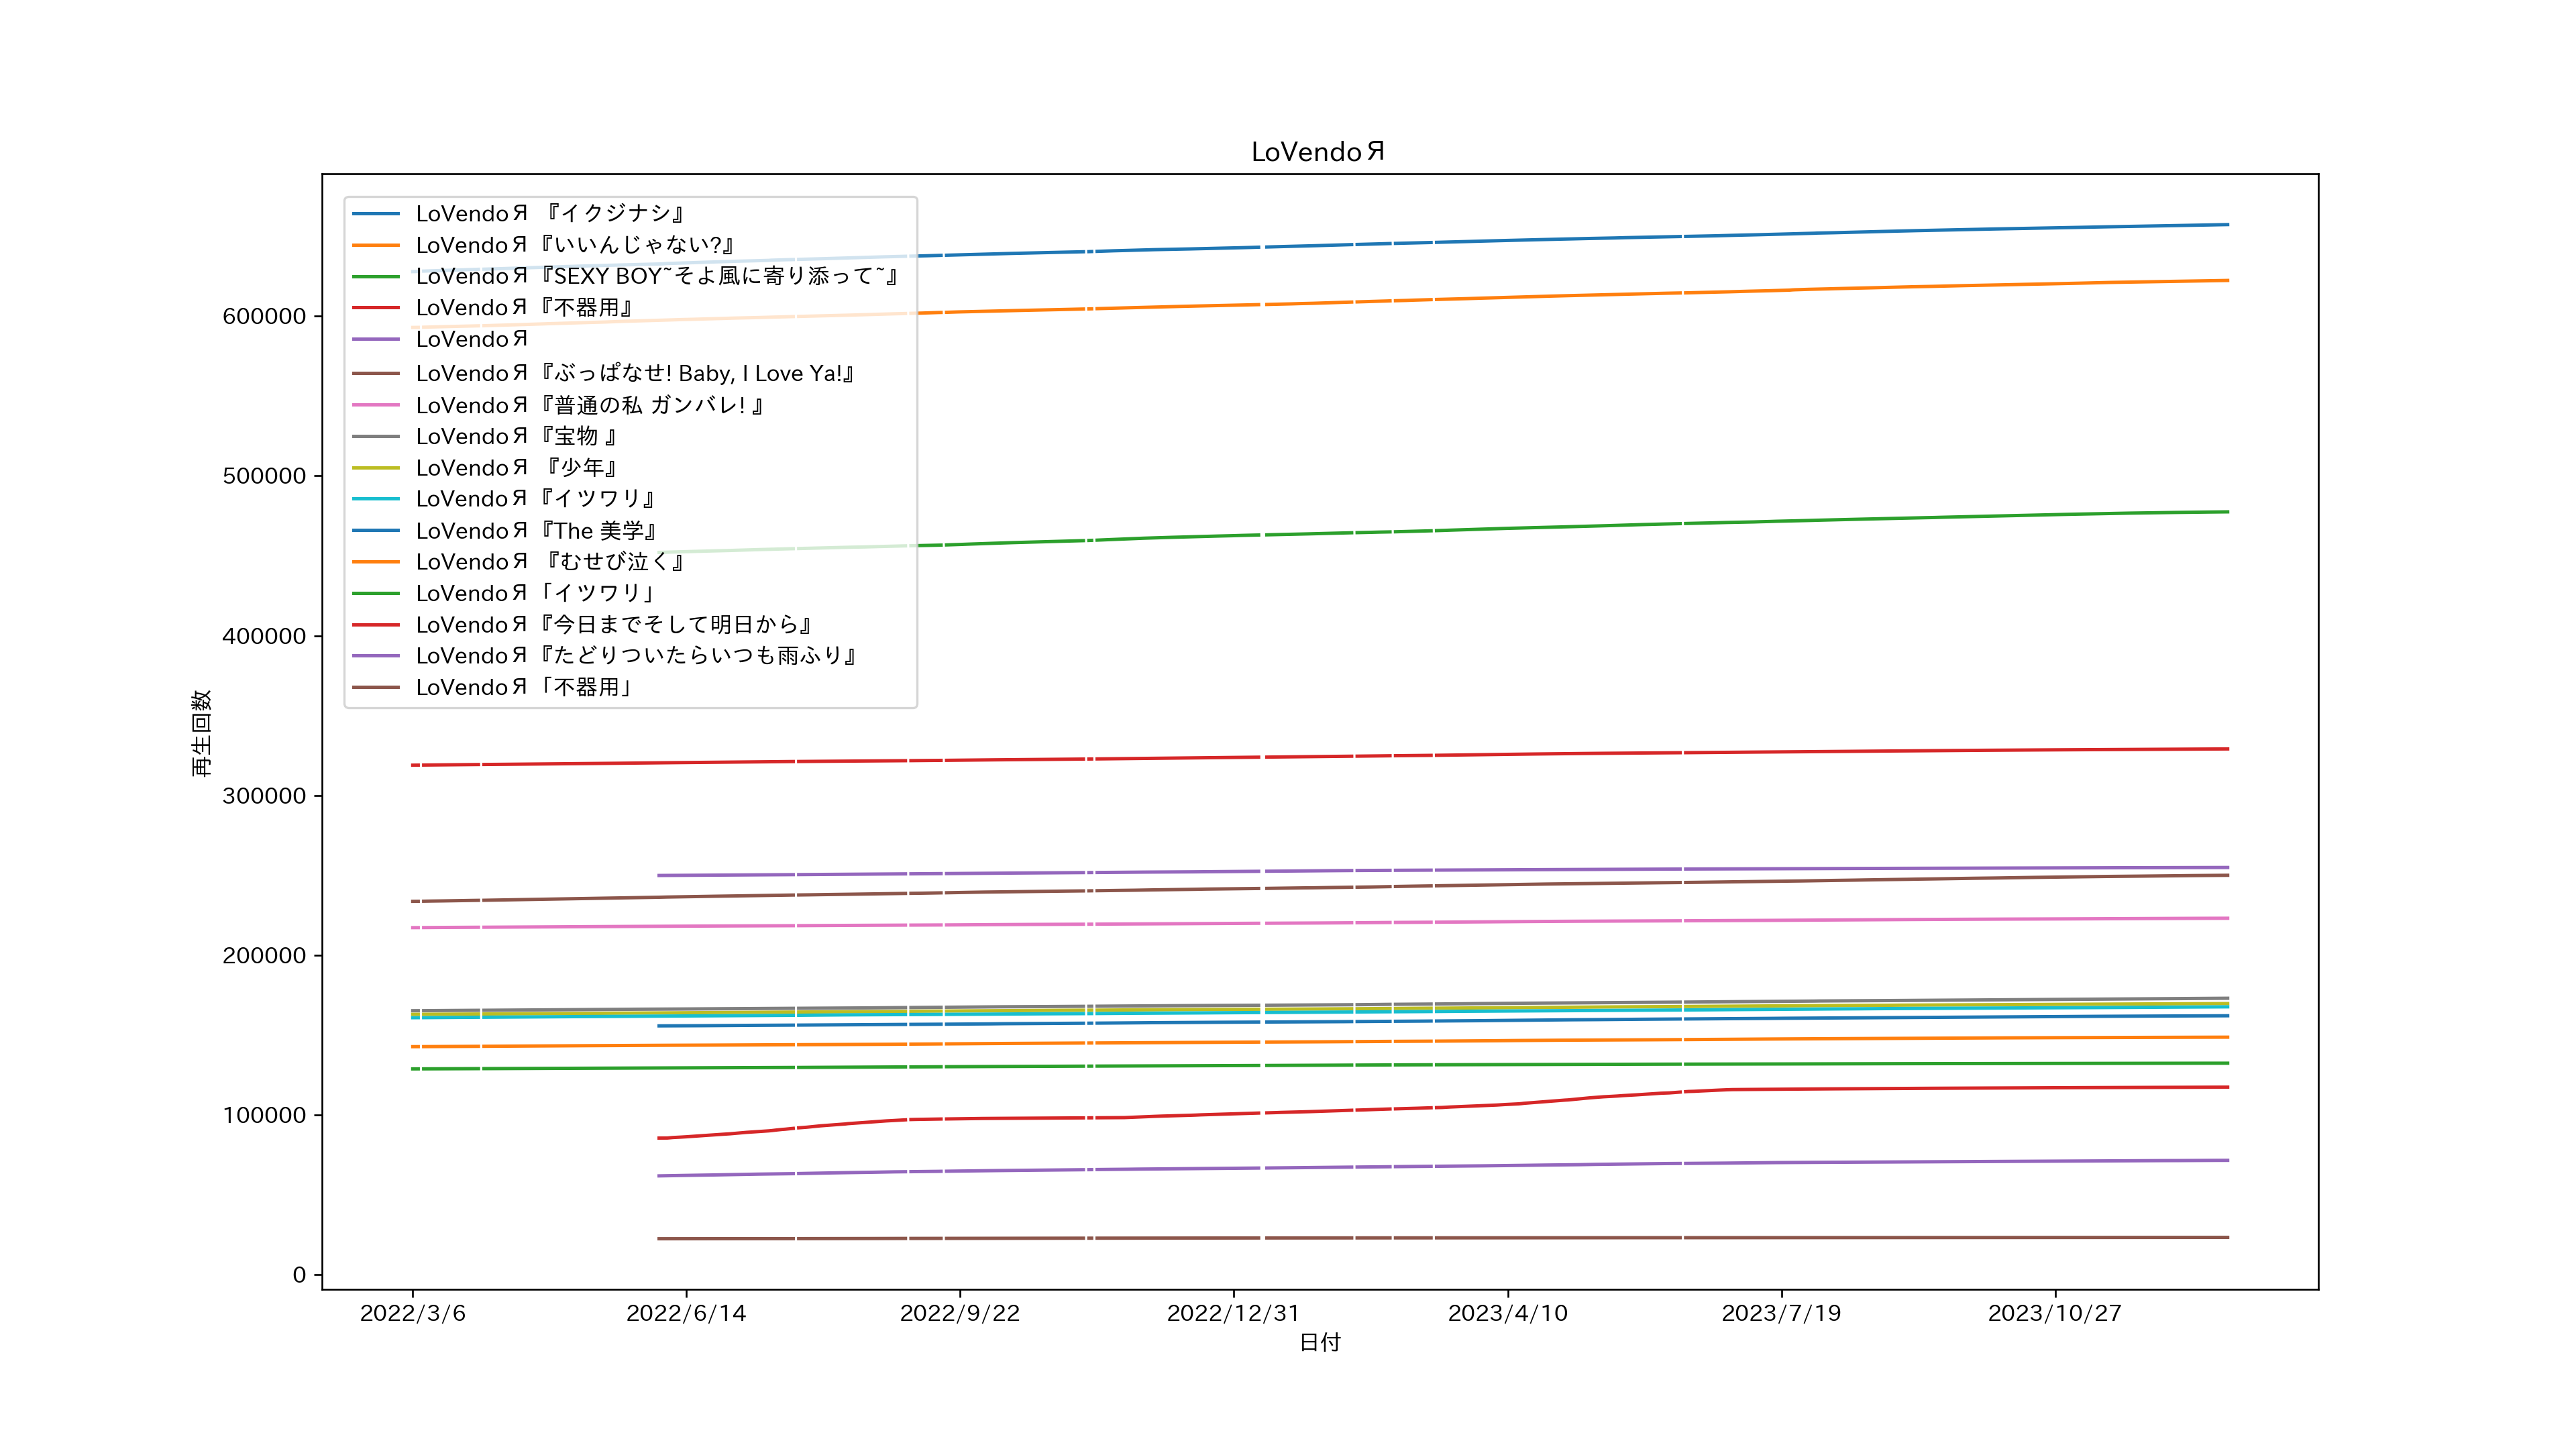 LoVendoЯ
LoVendoЯ 『イクジナシ』
LoVendoЯ『いいんじゃない?』
LoVendoЯ『SEXY BOY~そよ風に寄り添って~』
LoVendoЯ『不器用』
LoVendoЯ
LoVendoЯ『ぶっぱなせ! Baby, I Love Ya!』
LoVendoЯ『普通の私 ガンバレ! 』
LoVendoЯ『宝物 』
LoVendoЯ 『少年』
LoVendoЯ『イツワリ』
LoVendoЯ『The 美学』
LoVendoЯ 『むせび泣く』
LoVendoЯ「イツワリ」
LoVendoЯ『今日までそして明日から』
LoVendoЯ『たどりついたらいつも雨ふり』
LoVendoЯ「不器用」
再生回数
600000
500000
400000
300000
200000
100000
0
2022/3/6 2022/6/14 2022/9/22 2022/12/31 2023/4/10 2023/7/19 2023/10/27
日付